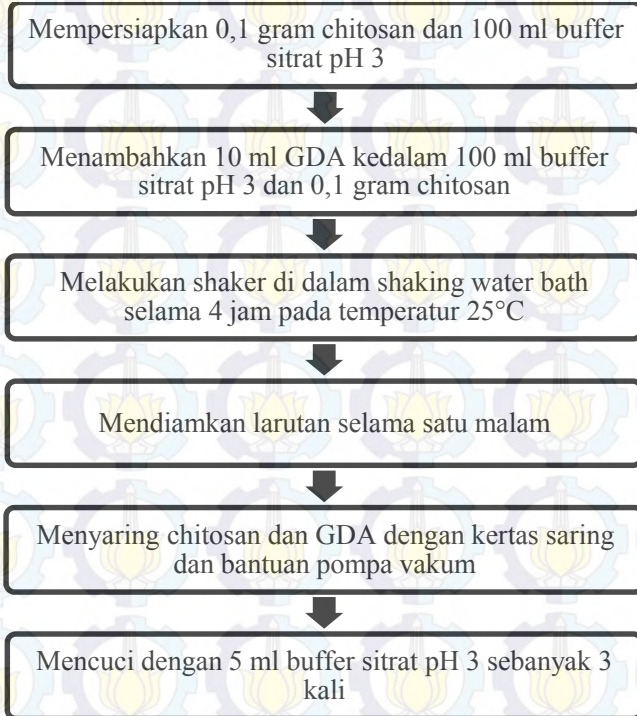 Mempersiapkan 0,1 gram chitosan dan 100 ml buffer
sitrat pH 3
Menambahkan 10 ml GDA kedalam 100 ml buffer
sitrat pH 3 dan 0,1 gram chitosan
Melakukan shaker di dalam shaking water bath
selama 4 jam pada temperatur 25°C
Mendiamkan larutan selama satu malam
Menyaring chitosan dan GDA dengan kertas saring
dan bantuan pompa vakum
Mencuci dengan 5 ml buffer sitrat pH 3 sebanyak 3
kali